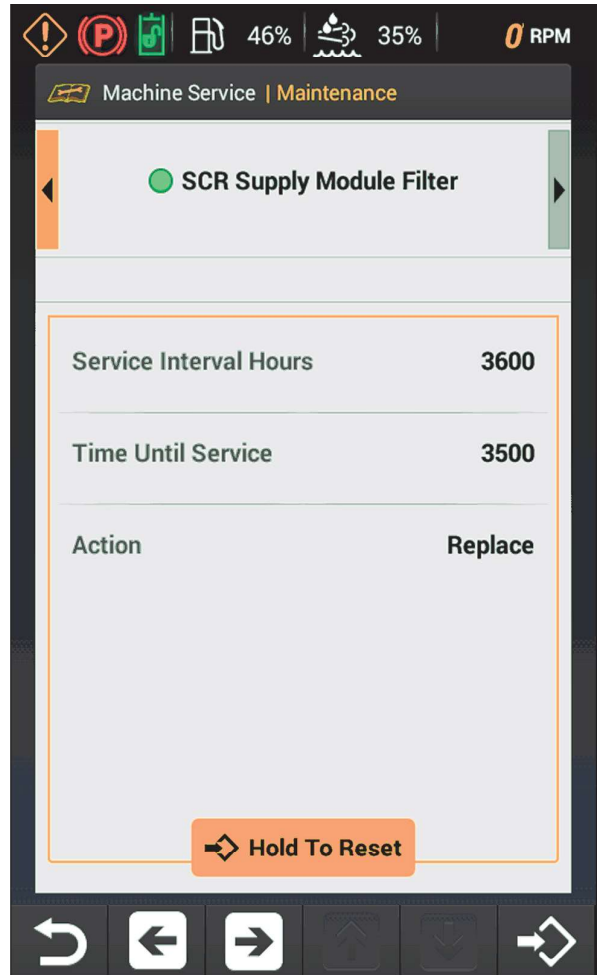 P 46% 35% 0 RPM
Machine Service | Maintenance
SCR Supply Module Filter
Service Interval Hours 3600
Time Until Service 3500
Action Replace
Hold To Reset